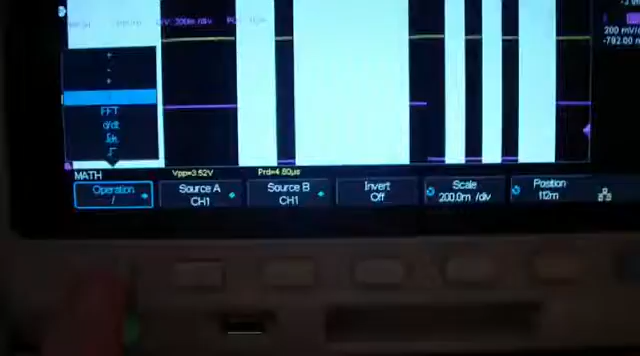 200 mV/
-792.00
+
-
*
/
FFT
d/dt
∫dt
√
MATH
Vpp=3.52V
Prd=4.80µs
Operation
/
Source A
CH1
Source B
CH1
Invert
Off
Scale
200.0m /div
Position
112m